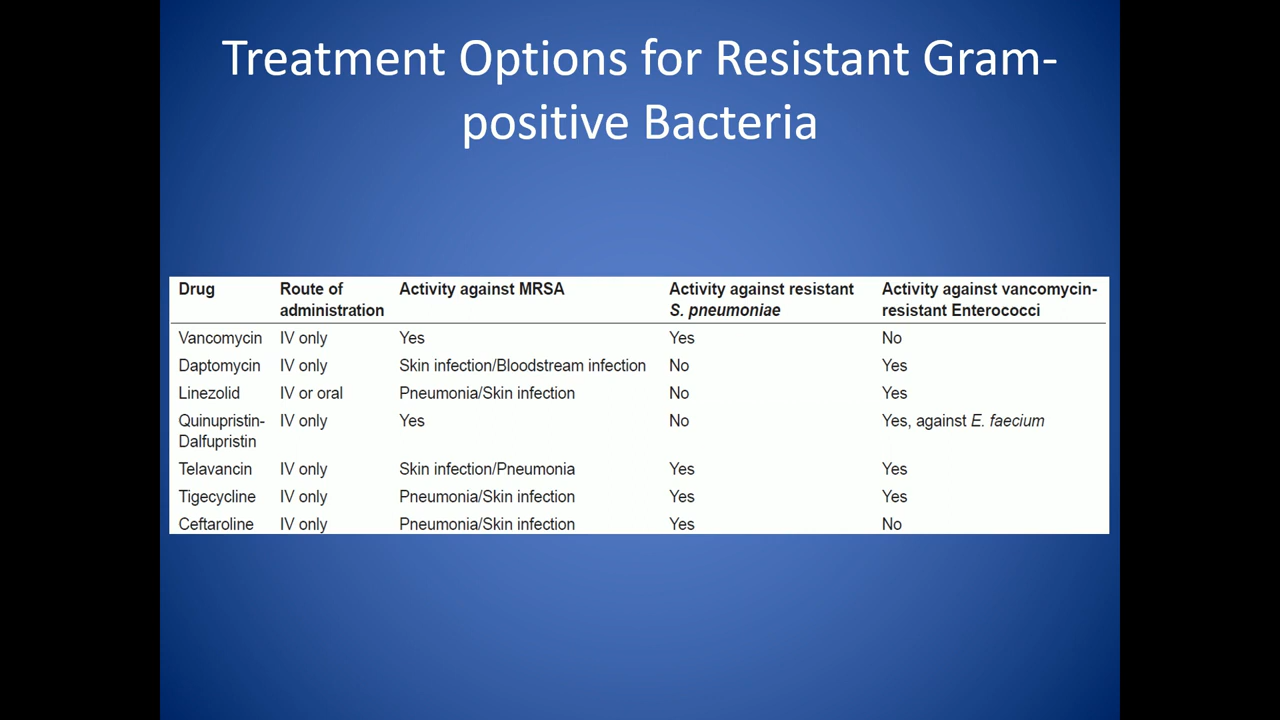 Treatment Options for Resistant Gram-
positive Bacteria
Drug Route of administration Activity against MRSA Activity against resistant S. pneumoniae Activity against vancomycin-resistant Enterococci
Vancomycin IV only Yes Yes No
Daptomycin IV only Skin infection/Bloodstream infection No Yes
Linezolid IV or oral Pneumonia/Skin infection No Yes
Quinupristin-Dalfupristin IV only Yes No Yes, against E. faecium
Telavancin IV only Skin infection/Pneumonia Yes Yes
Tigecycline IV only Pneumonia/Skin infection Yes Yes
Ceftaroline IV only Pneumonia/Skin infection Yes No